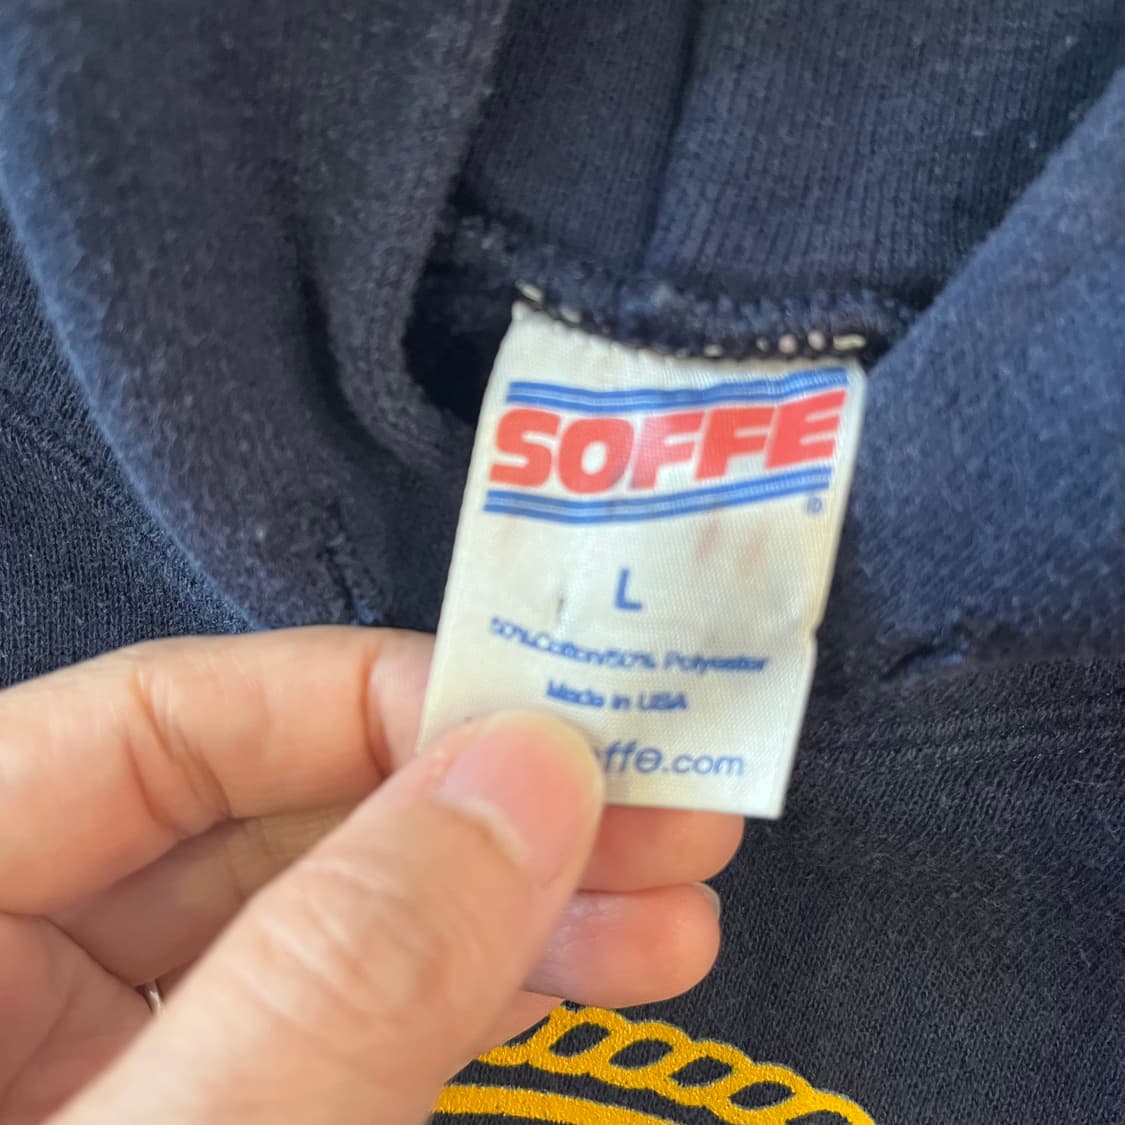 SOFFE
®
L
50%Cotton/50% Polyester
Made in USA
offe.com